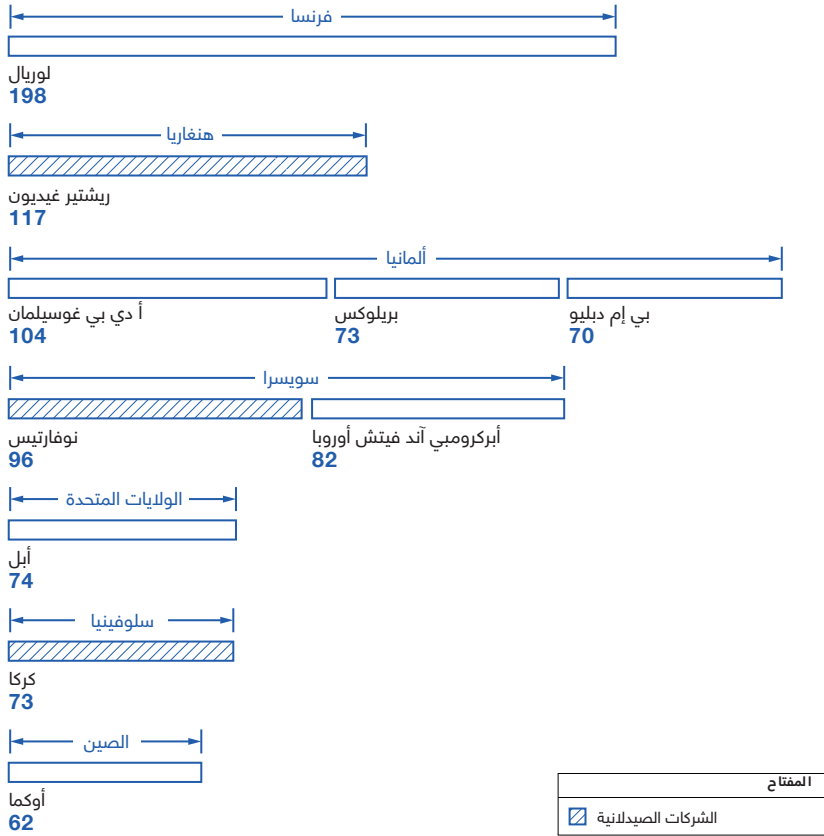 فرنسا
لوريال
198
هنغاريا
ريشتير غيديون
117
ألمانيا
أ دي بي غوسيلمان
104
بريلوكس
73
بي إم دبليو
70
سويسرا
نوفارتيس
96
أبركرومبي آند فيتش أوروبا
82
الولايات المتحدة
أبل
74
سلوفينيا
كركا
73
الصين
أوكما
62
المفتاح
الشركات الصيدلانية